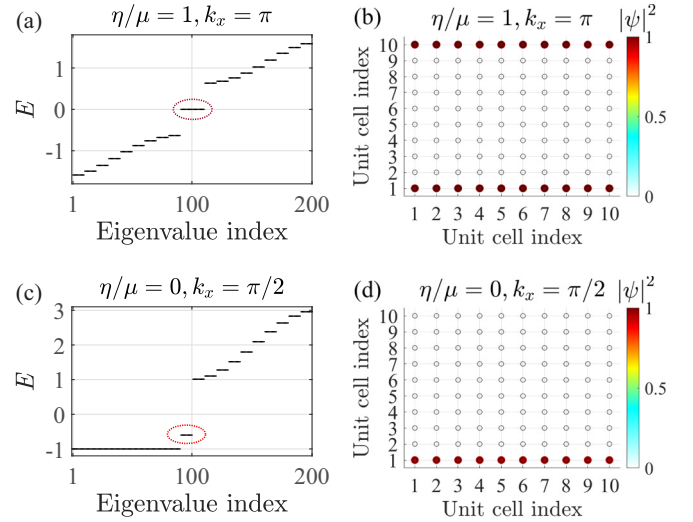 (a) η/μ = 1, k_x = π
1
0
-1
E
1 100 200
Eigenvalue index
(b) η/μ = 1, k_x = π |ψ|²
10
9
8
7
6
5
4
3
2
1
Unit cell index
1 2 3 4 5 6 7 8 9 10
Unit cell index
1
0.5
0
(c) η/μ = 0, k_x = π/2
3
2
1
0
-1
E
1 100 200
Eigenvalue index
(d) η/μ = 0, k_x = π/2 |ψ|²
10
9
8
7
6
5
4
3
2
1
Unit cell index
1 2 3 4 5 6 7 8 9 10
Unit cell index
1
0.5
0